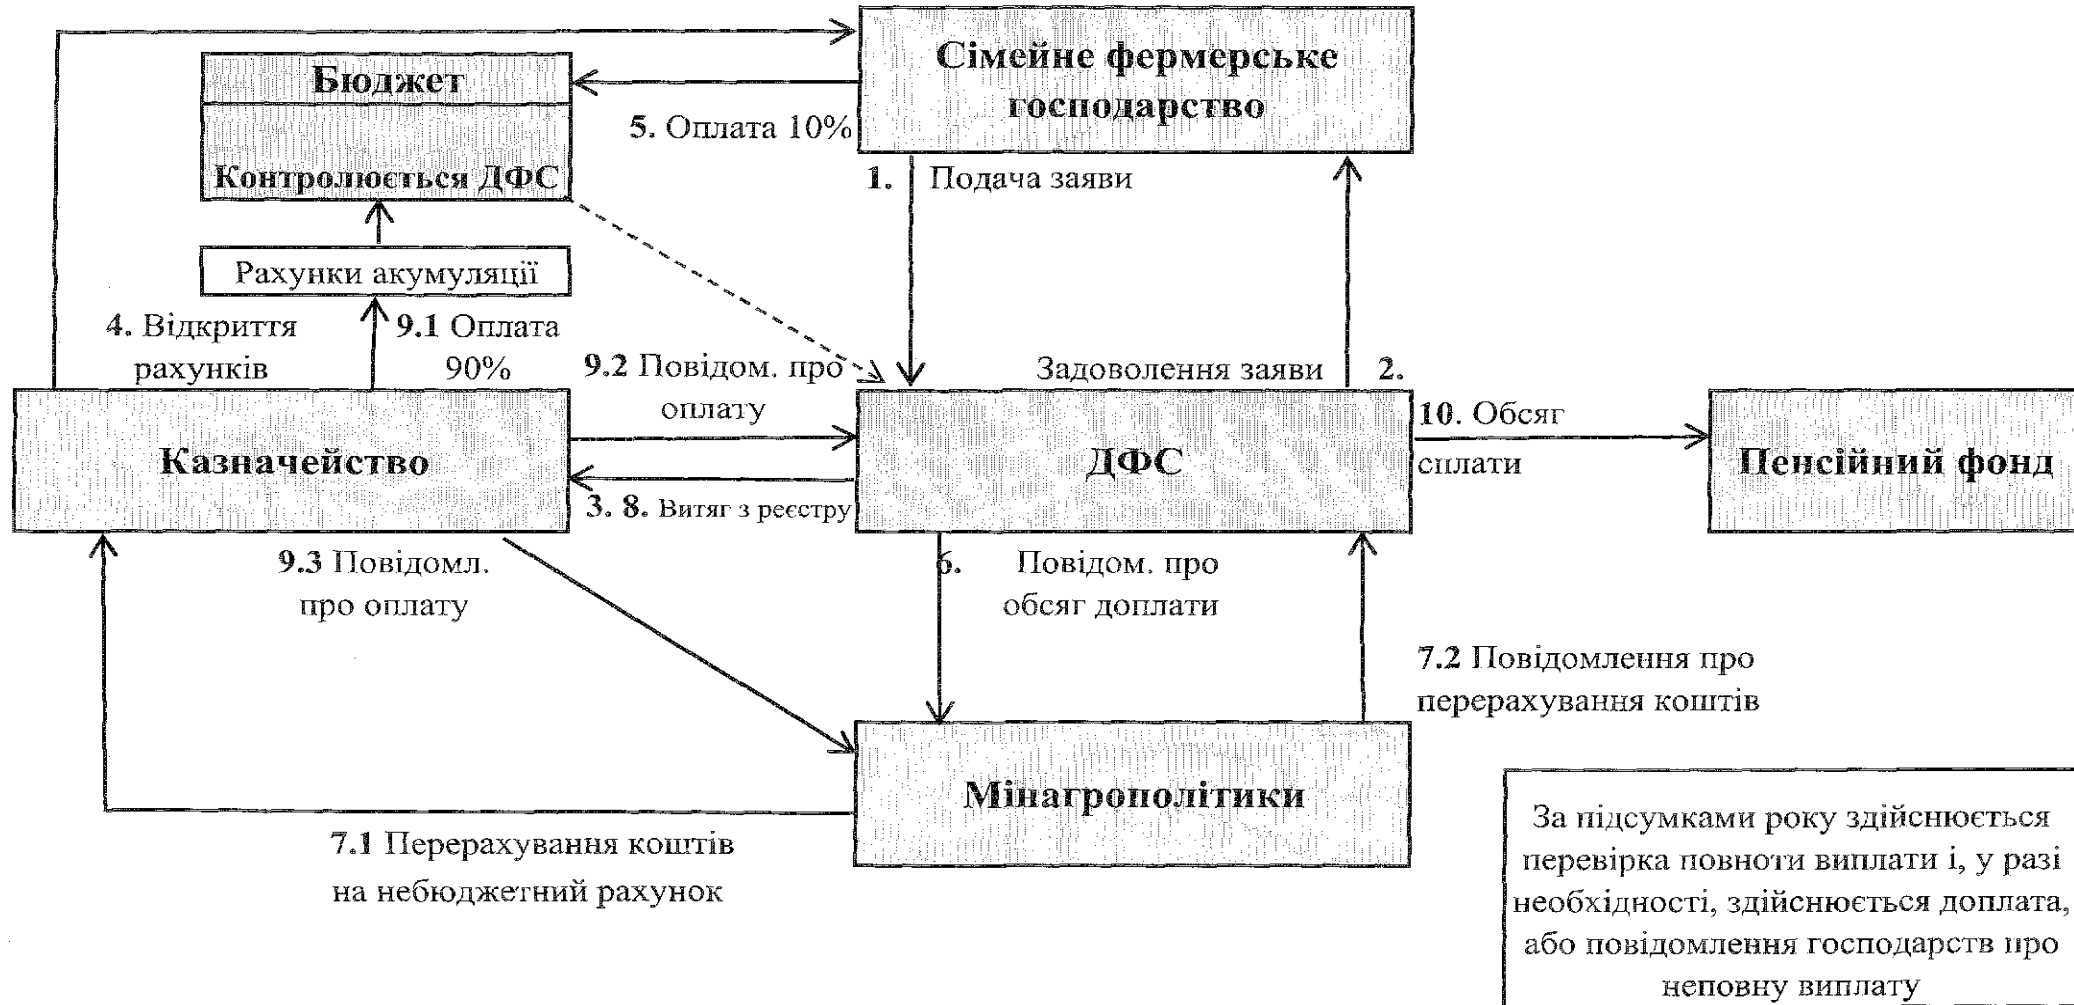 Сімейне фермерське
господарство
Бюджет
Контролюється ДФС
5. Оплата 10%
1. Подача заяви
Рахунки акумуляції
4. Відкриття
рахунків
9.1 Оплата
90%
9.2 Повідом. про
оплату
Задоволення заяви 2.
10. Обсяг
сплати
Казначейство
ДФС
Пенсійний фонд
3. 8. Витяг з реєстру
9.3 Повідомл.
про оплату
6. Повідом. про
обсяг доплати
7.2 Повідомлення про
перерахування коштів
Мінагрополітики
7.1 Перерахування коштів
на небюджетний рахунок
За підсумками року здійснюється
перевірка повноти виплати і, у разі
необхідності, здійснюється доплата,
або повідомлення господарств про
неповну виплату